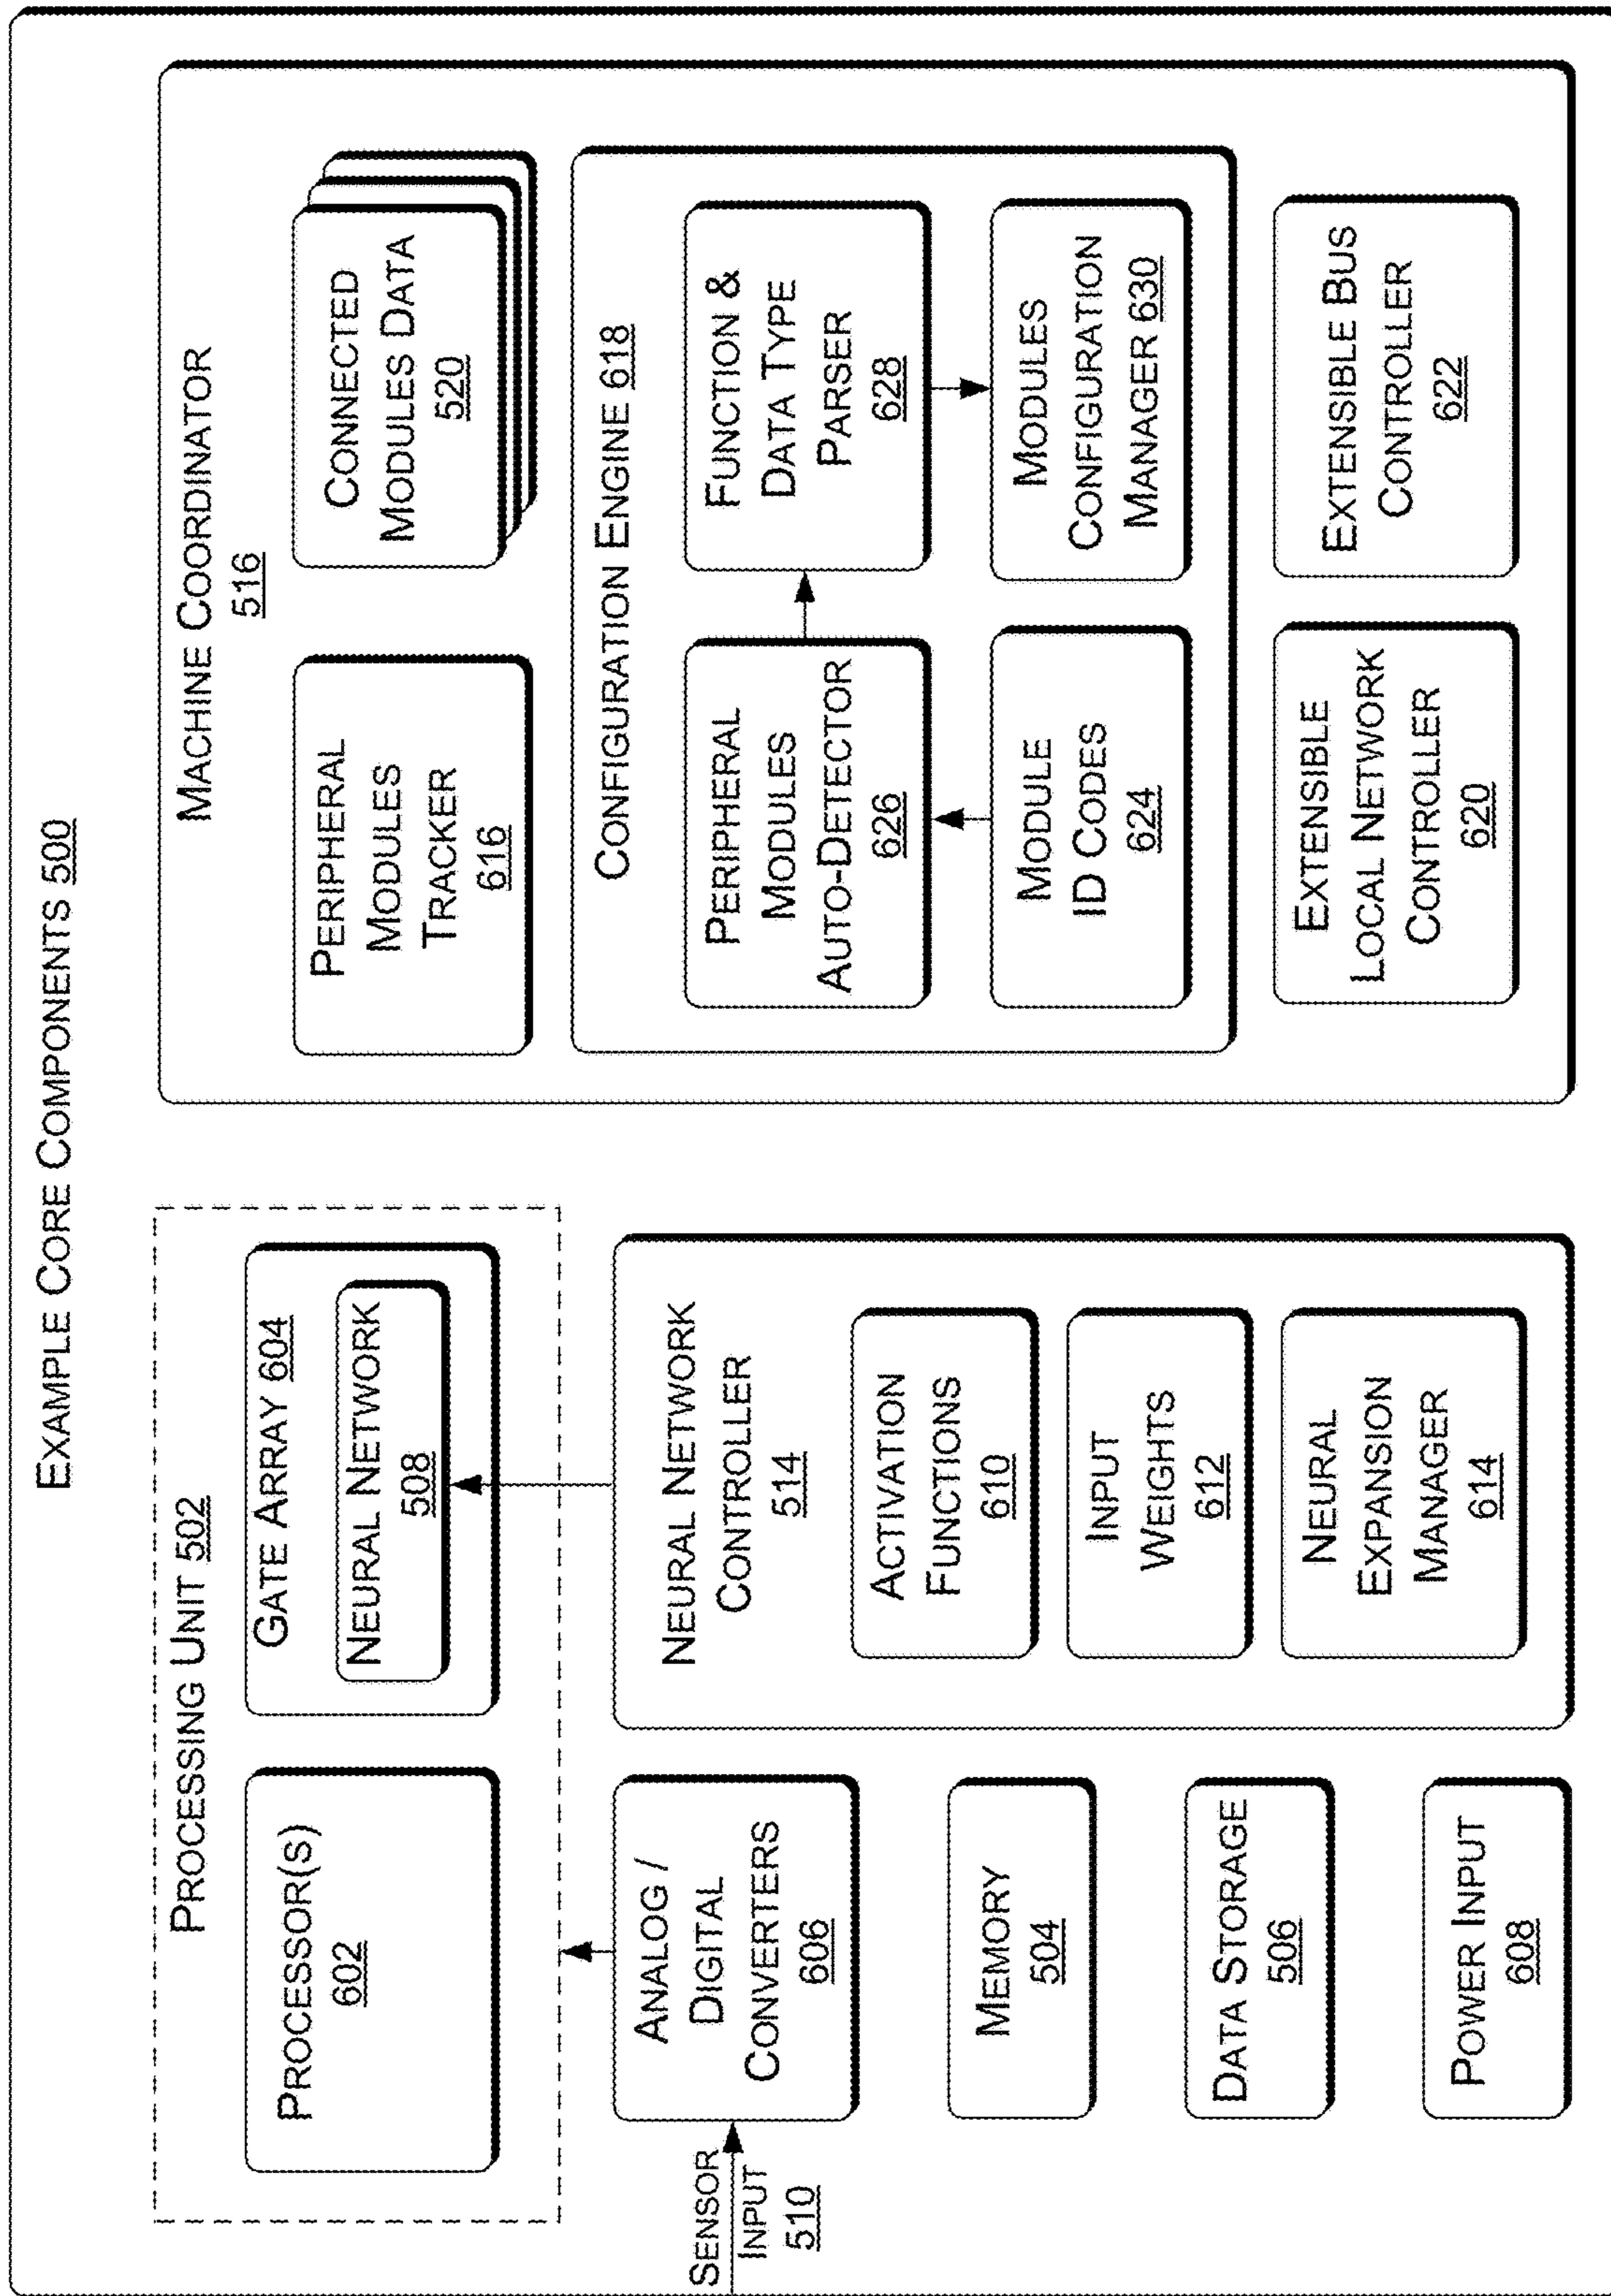 EXAMPLE CORE COMPONENTS 500
PROCESSING UNIT 502
PROCESSOR(S)
602
GATE ARRAY 604
NEURAL NETWORK
508
SENSOR
INPUT
510
ANALOG /
DIGITAL
CONVERTERS
606
MEMORY
504
DATA STORAGE
506
POWER INPUT
608
NEURAL NETWORK
CONTROLLER
514
ACTIVATION
FUNCTIONS
610
INPUT
WEIGHTS
612
NEURAL
EXPANSION
MANAGER
614
MACHINE COORDINATOR
516
PERIPHERAL
MODULES
TRACKER
616
CONNECTED
MODULES DATA
520
CONFIGURATION ENGINE 618
PERIPHERAL
MODULES
AUTO-DETECTOR
626
FUNCTION &
DATA TYPE
PARSER
628
MODULE
ID CODES
624
MODULES
CONFIGURATION
MANAGER 630
EXTENSIBLE
LOCAL NETWORK
CONTROLLER
620
EXTENSIBLE BUS
CONTROLLER
622